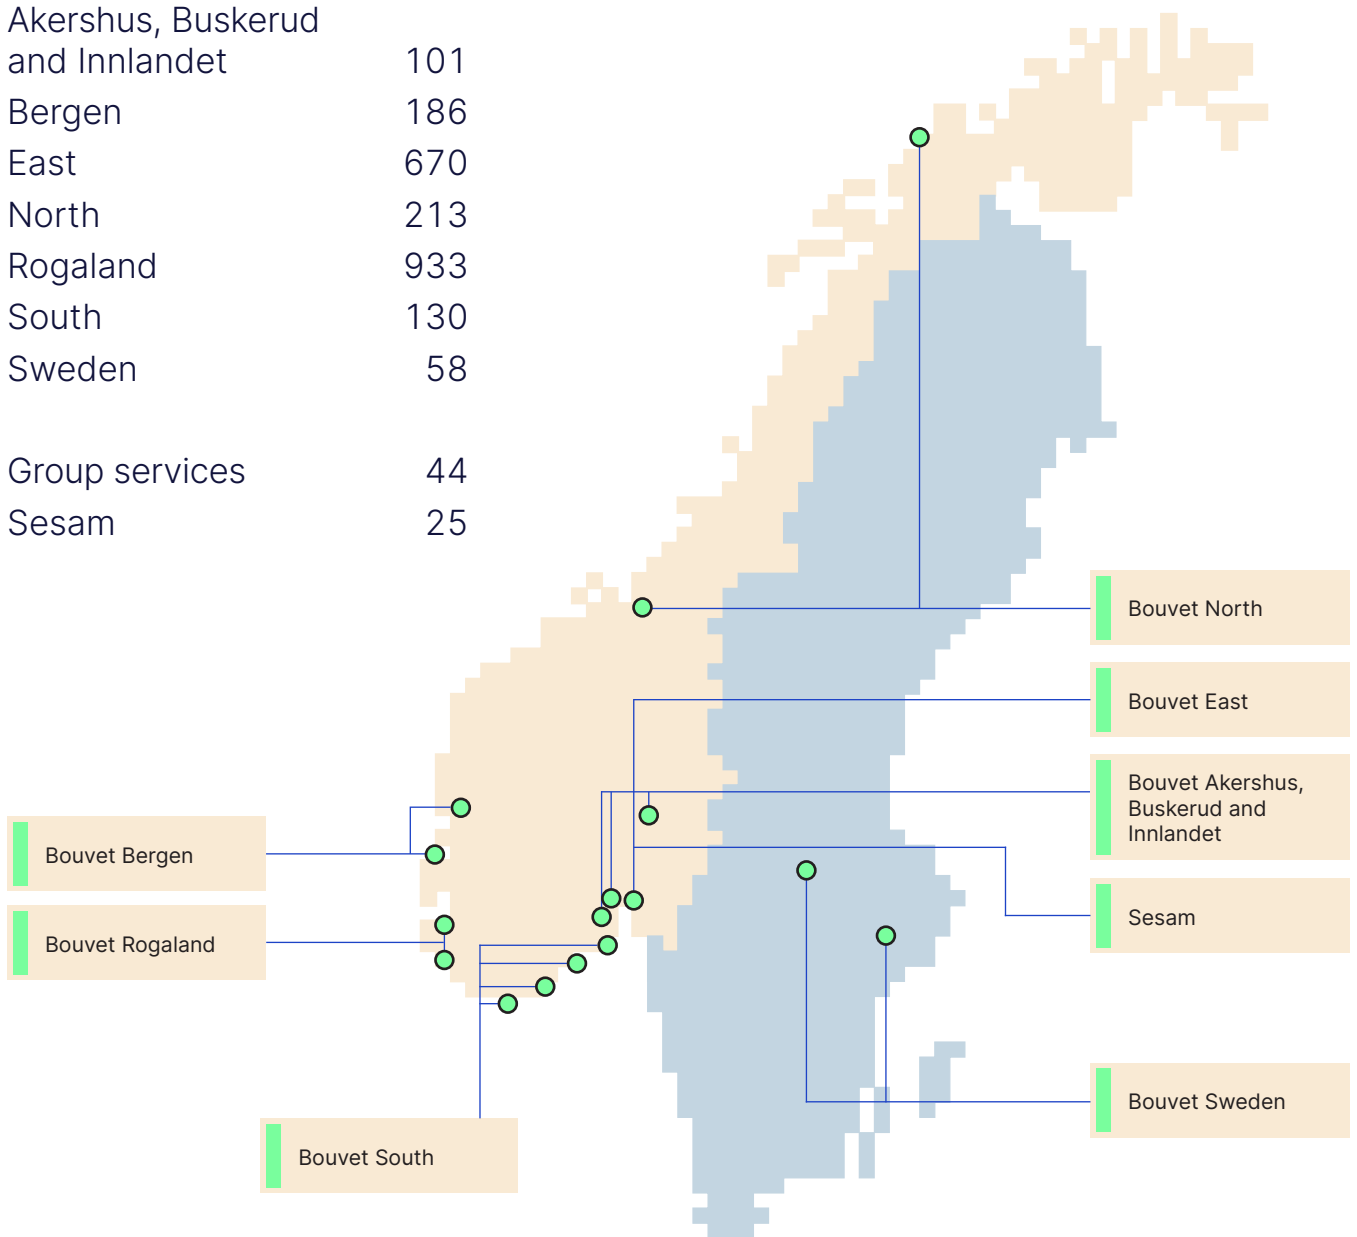 Akershus, Buskerud
and Innlandet 101
Bergen 186
East 670
North 213
Rogaland 933
South 130
Sweden 58
Group services 44
Sesam 25
Bouvet North
Bouvet East
Bouvet Akershus,
Buskerud and
Innlandet
Bouvet Bergen
Sesam
Bouvet Rogaland
Bouvet Sweden
Bouvet South